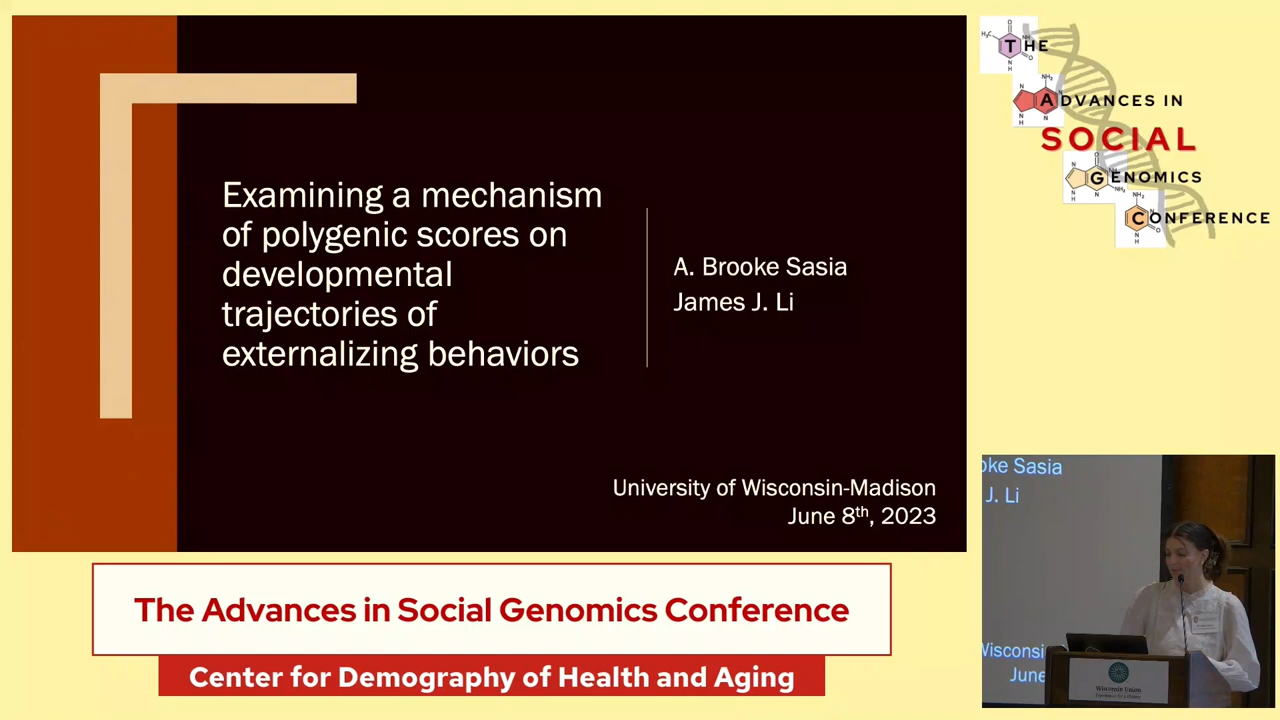 Examining a mechanism
of polygenic scores on
developmental
trajectories of
externalizing behaviors
A. Brooke Sasia
James J. Li
University of Wisconsin-Madison
June 8th, 2023
THE
ADVANCES IN
SOCIAL
GENOMICS
CONFERENCE
oke Sasia
J. Li
Wisconsi
June
Wisconsin Union
The Advances in Social Genomics Conference
Center for Demography of Health and Aging